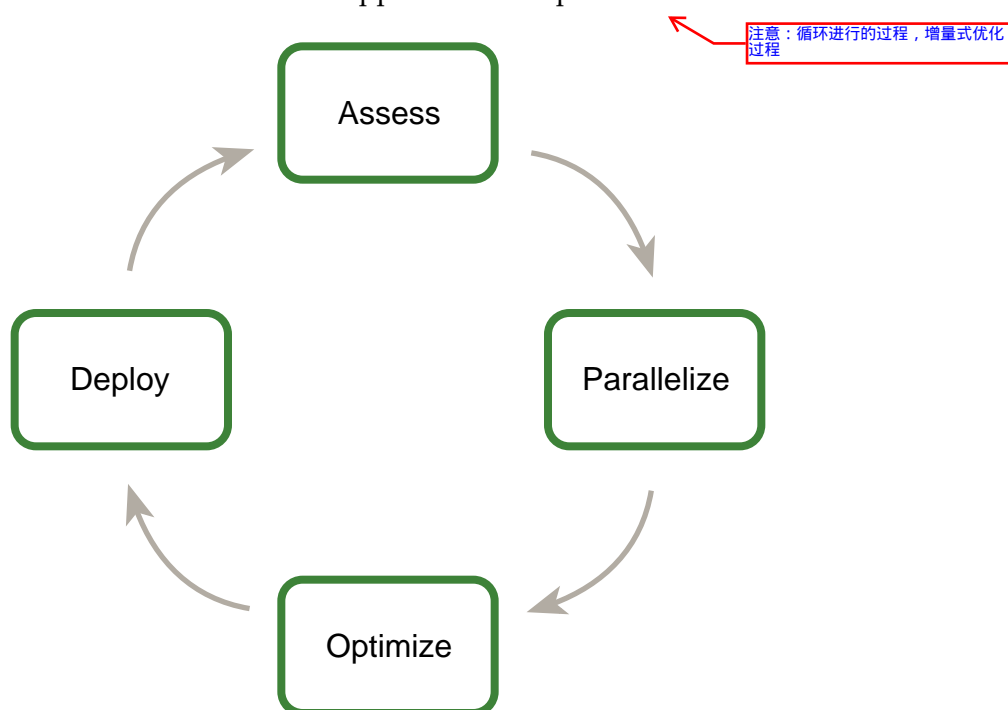 注意：循环进行的过程，增量式优化
过程
Assess
Deploy
Parallelize
Optimize